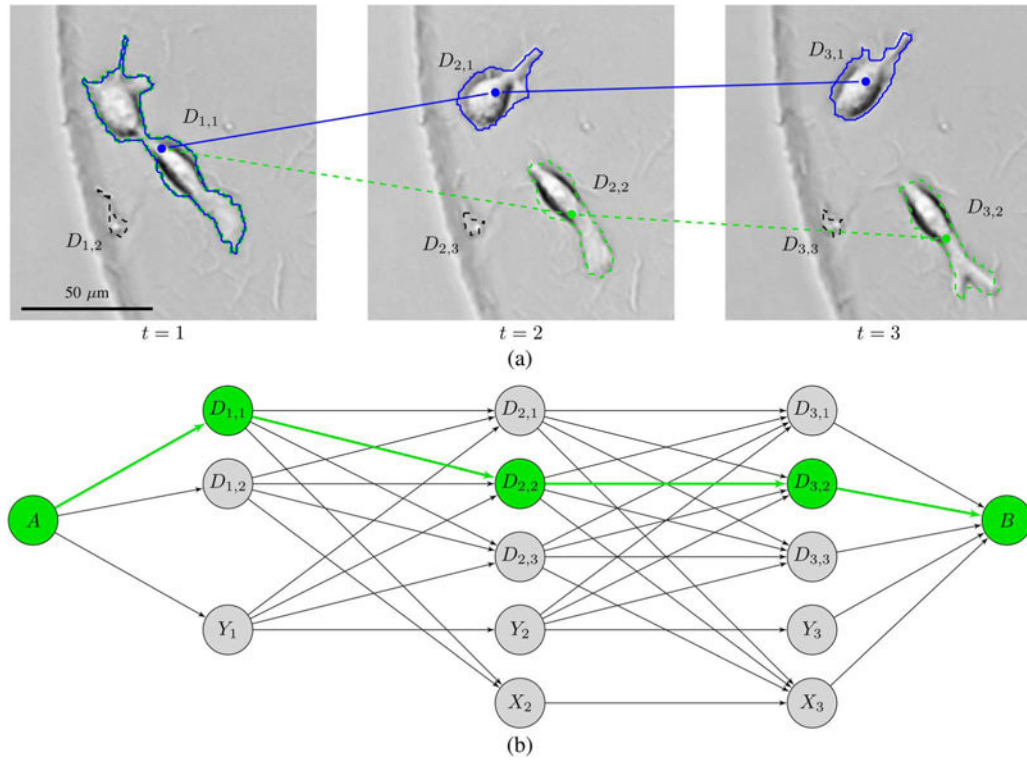 D1,1
D2,1
D3,1
D2,2
D3,2
D1,2
D2,3
D3,3
50 μm
t = 1
t = 2
t = 3
(a)
D1,1
D2,1
D3,1
D1,2
D2,2
D3,2
A
B
D2,3
D3,3
Y1
Y2
Y3
X2
X3
(b)